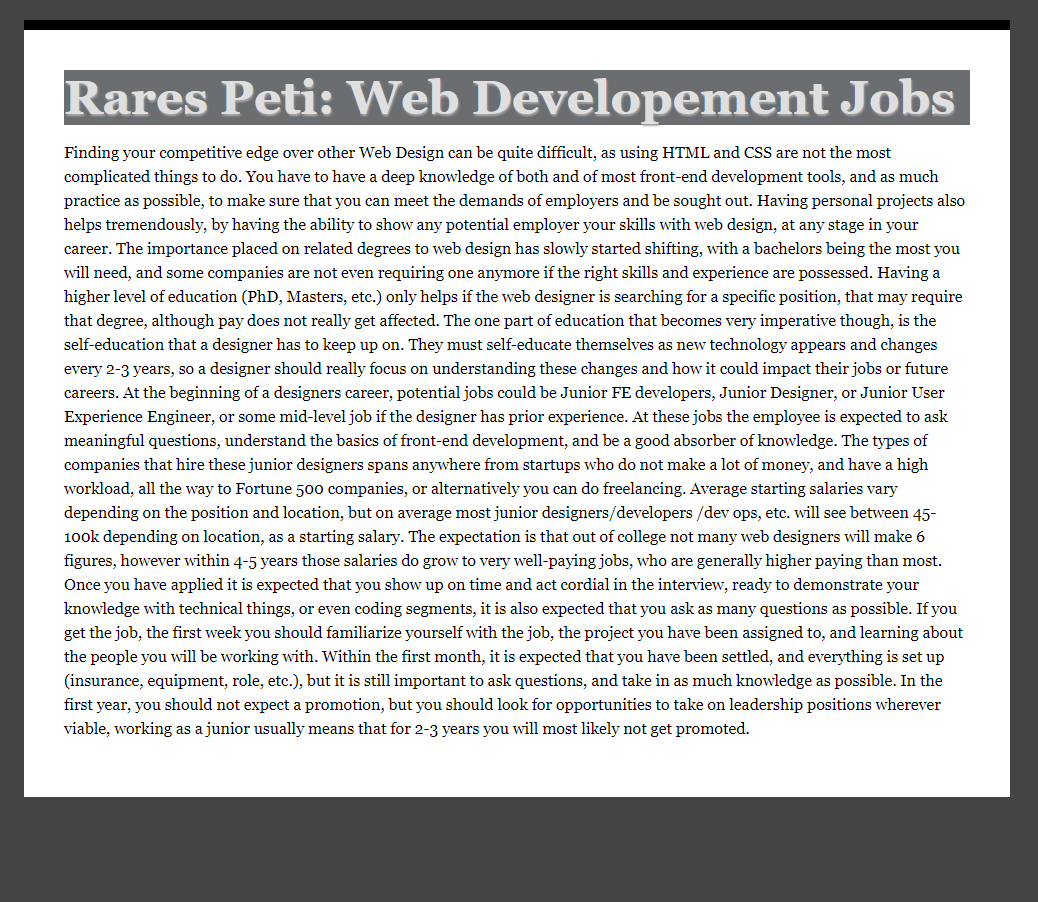 Rares Peti: Web Developement Jobs
Finding your competitive edge over other Web Design can be quite difficult, as using HTML and CSS are not the most
complicated things to do. You have to have a deep knowledge of both and of most front-end development tools, and as much
practice as possible, to make sure that you can meet the demands of employers and be sought out. Having personal projects also
helps tremendously, by having the ability to show any potential employer your skills with web design, at any stage in your
career. The importance placed on related degrees to web design has slowly started shifting, with a bachelors being the most you
will need, and some companies are not even requiring one anymore if the right skills and experience are possessed. Having a
higher level of education (PhD, Masters, etc.) only helps if the web designer is searching for a specific position, that may require
that degree, although pay does not really get affected. The one part of education that becomes very imperative though, is the
self-education that a designer has to keep up on. They must self-educate themselves as new technology appears and changes
every 2-3 years, so a designer should really focus on understanding these changes and how it could impact their jobs or future
careers. At the beginning of a designers career, potential jobs could be Junior FE developers, Junior Designer, or Junior User
Experience Engineer, or some mid-level job if the designer has prior experience. At these jobs the employee is expected to ask
meaningful questions, understand the basics of front-end development, and be a good absorber of knowledge. The types of
companies that hire these junior designers spans anywhere from startups who do not make a lot of money, and have a high
workload, all the way to Fortune 500 companies, or alternatively you can do freelancing. Average starting salaries vary
depending on the position and location, but on average most junior designers/developers /dev ops, etc. will see between 45-
100k depending on location, as a starting salary. The expectation is that out of college not many web designers will make 6
figures, however within 4-5 years those salaries do grow to very well-paying jobs, who are generally higher paying than most.
Once you have applied it is expected that you show up on time and act cordial in the interview, ready to demonstrate your
knowledge with technical things, or even coding segments, it is also expected that you ask as many questions as possible. If you
get the job, the first week you should familiarize yourself with the job, the project you have been assigned to, and learning about
the people you will be working with. Within the first month, it is expected that you have been settled, and everything is set up
(insurance, equipment, role, etc.), but it is still important to ask questions, and take in as much knowledge as possible. In the
first year, you should not expect a promotion, but you should look for opportunities to take on leadership positions wherever
viable, working as a junior usually means that for 2-3 years you will most likely not get promoted.